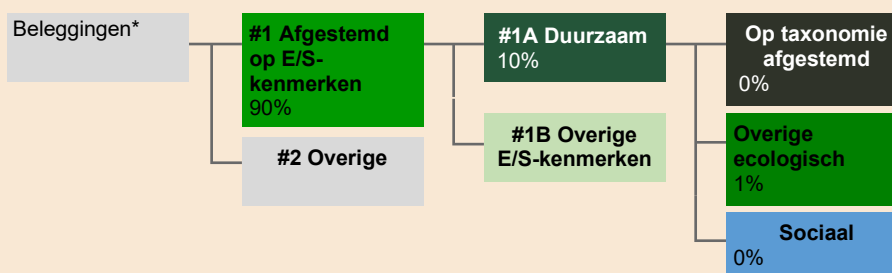 Beleggingen*
#1 Afgestemd
op E/S-
kenmerken
90%
#2 Overige
#1A Duurzaam
10%
#1B Overige
E/S-kenmerken
Op taxonomie
afgestemd
0%
Overige
ecologisch
1%
Sociaal
0%